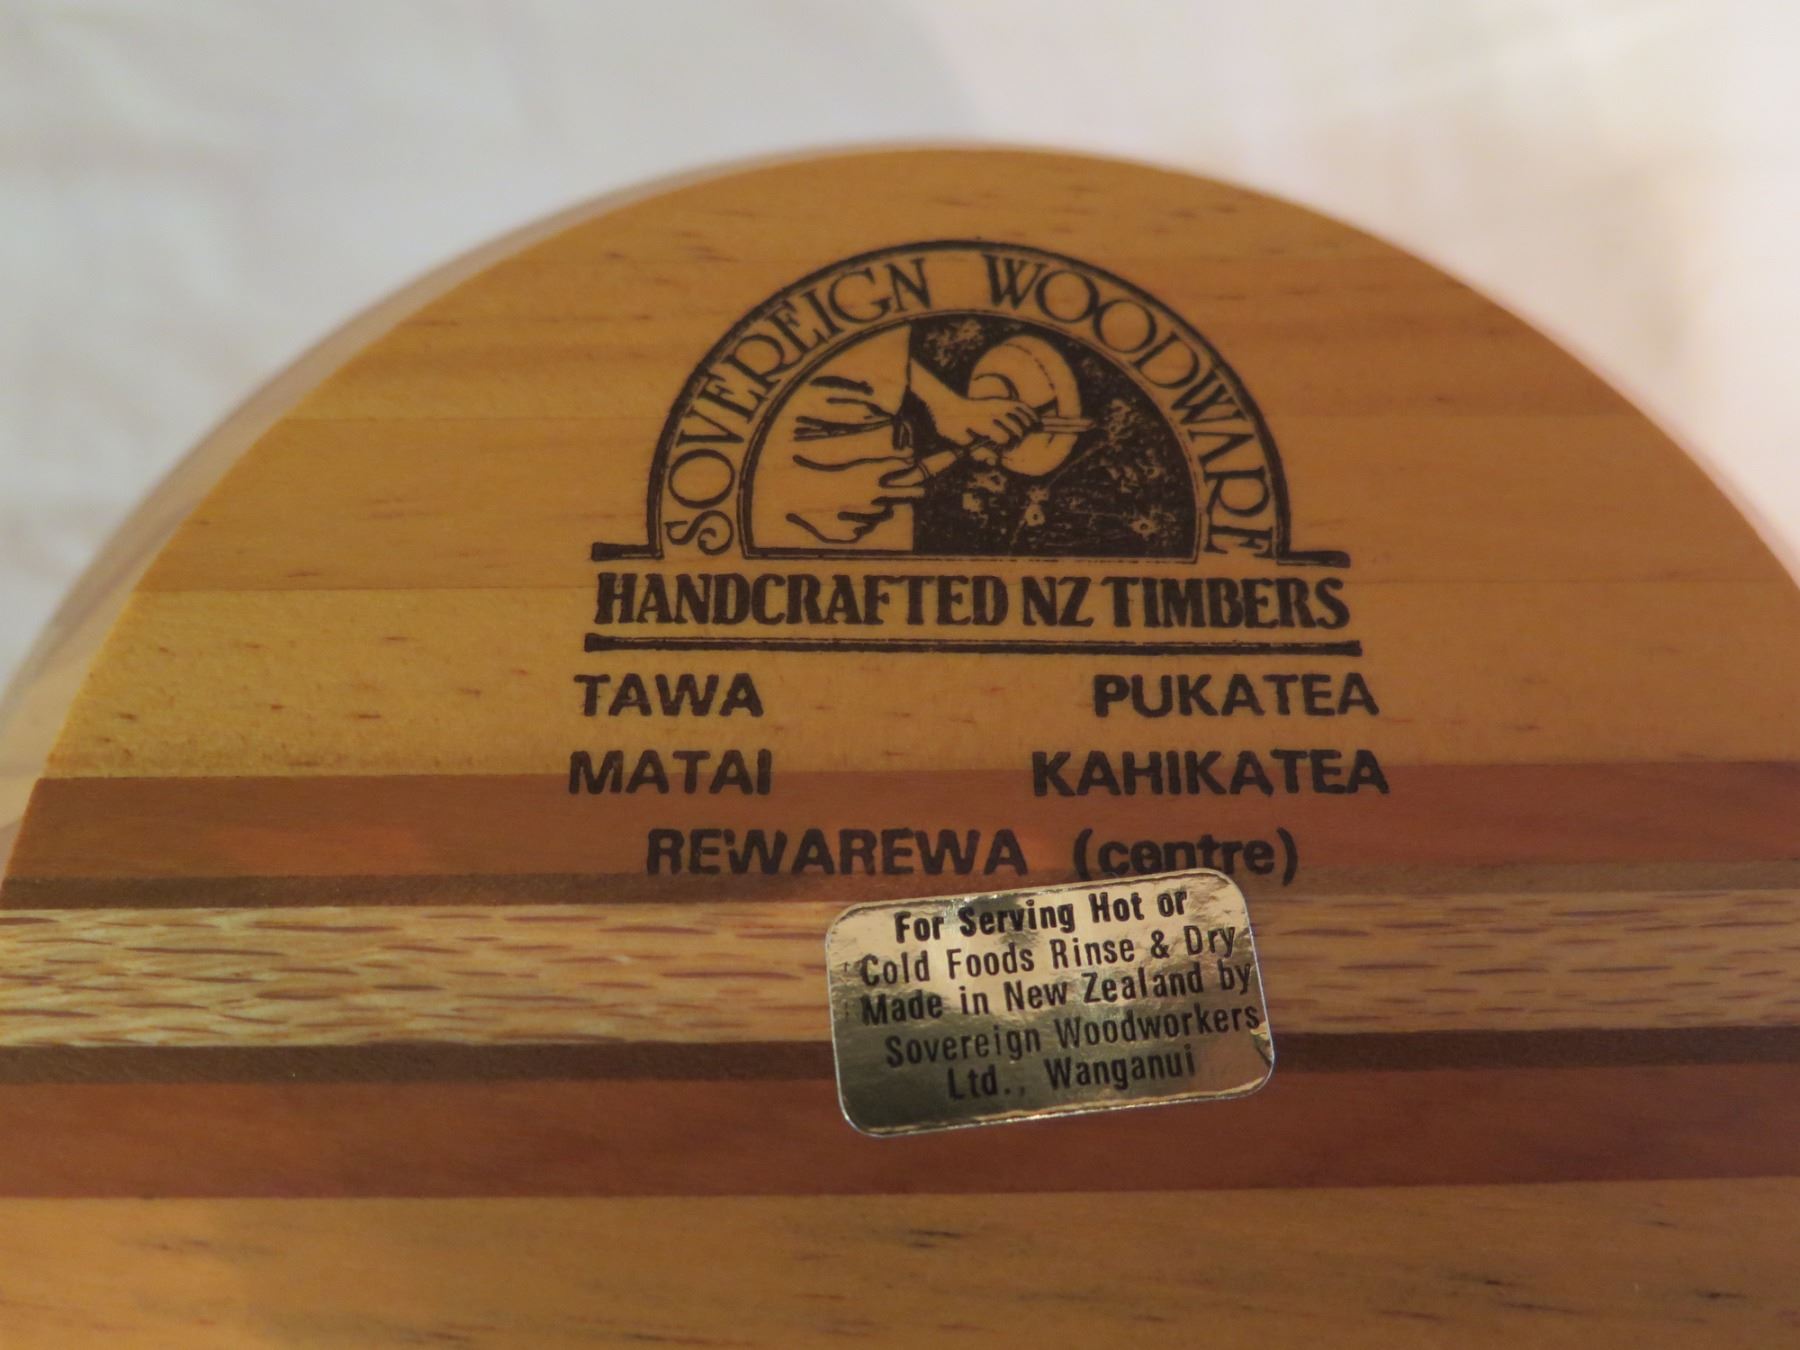 SOVEREIGN WOODWARE
HANDCRAFTED NZ TIMBERS
TAWA PUKATEA
MATAI KAHIKATEA
REWAREWA (centre)
For Serving Hot or
Cold Foods Rinse & Dry
Made in New Zealand by
Sovereign Woodworkers
Ltd., Wanganui